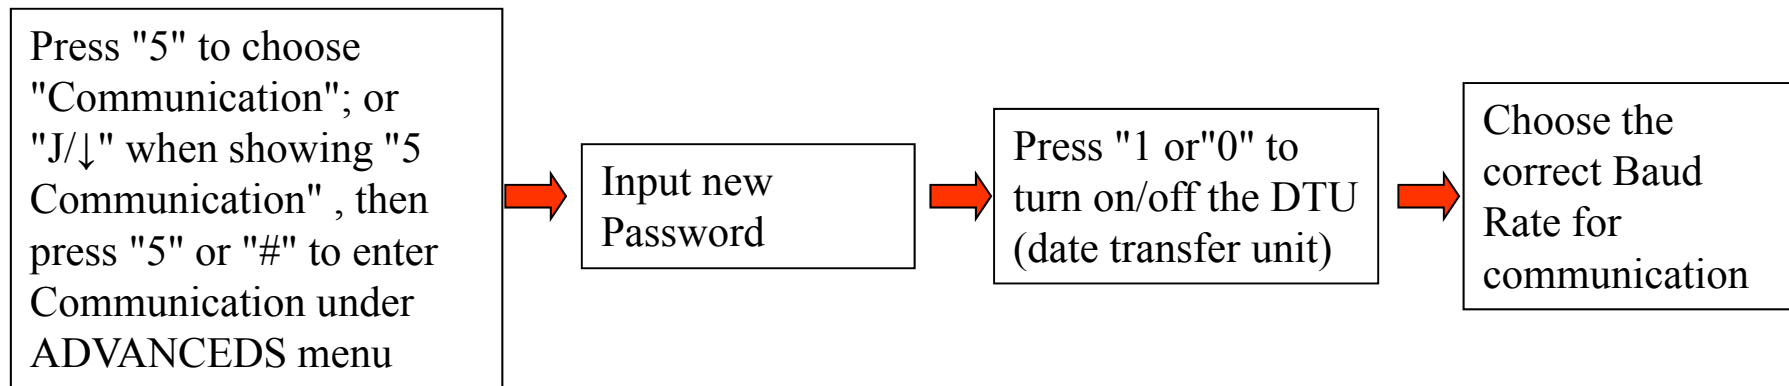 Press "5" to choose
"Communication"; or
"J/↓" when showing "5
Communication" , then
press "5" or "#" to enter
Communication under
ADVANCEDS menu
Input new
Password
Press "1 or"0" to
turn on/off the DTU
(date transfer unit)
Choose the
correct Baud
Rate for
communication